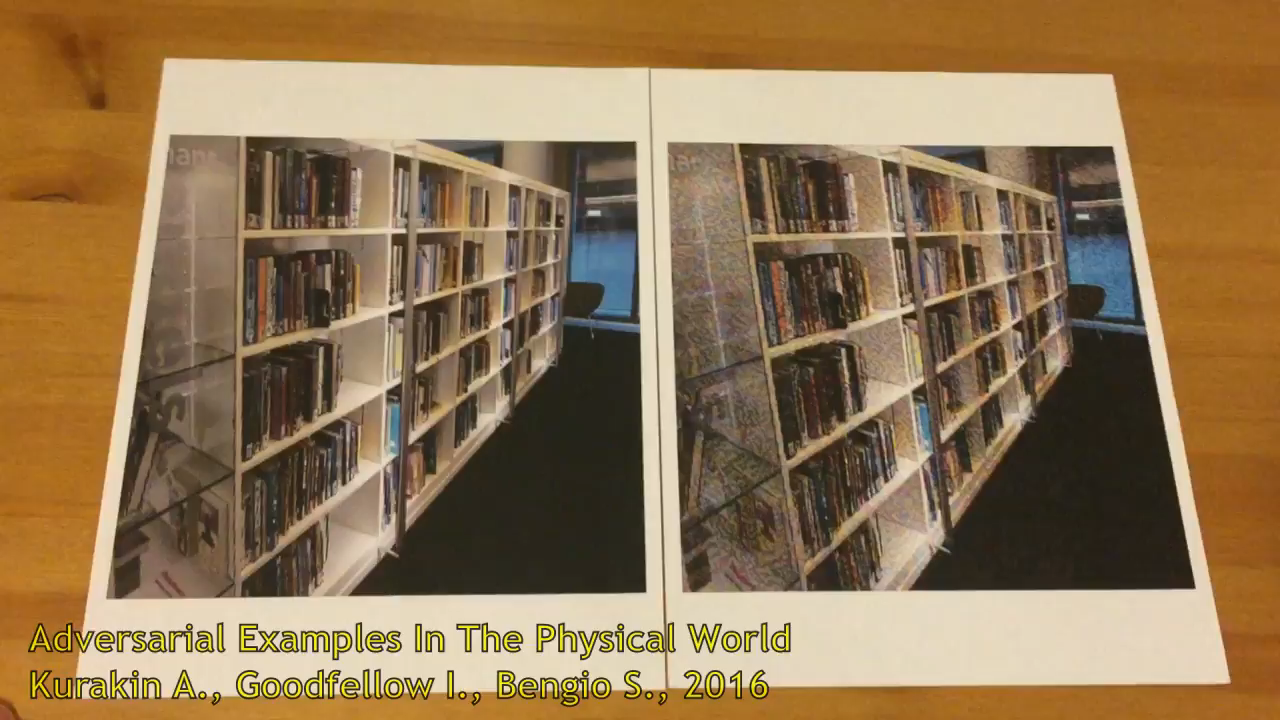 Adversarial Examples In The Physical World
Kurakin A., Goodfellow I., Bengio S., 2016